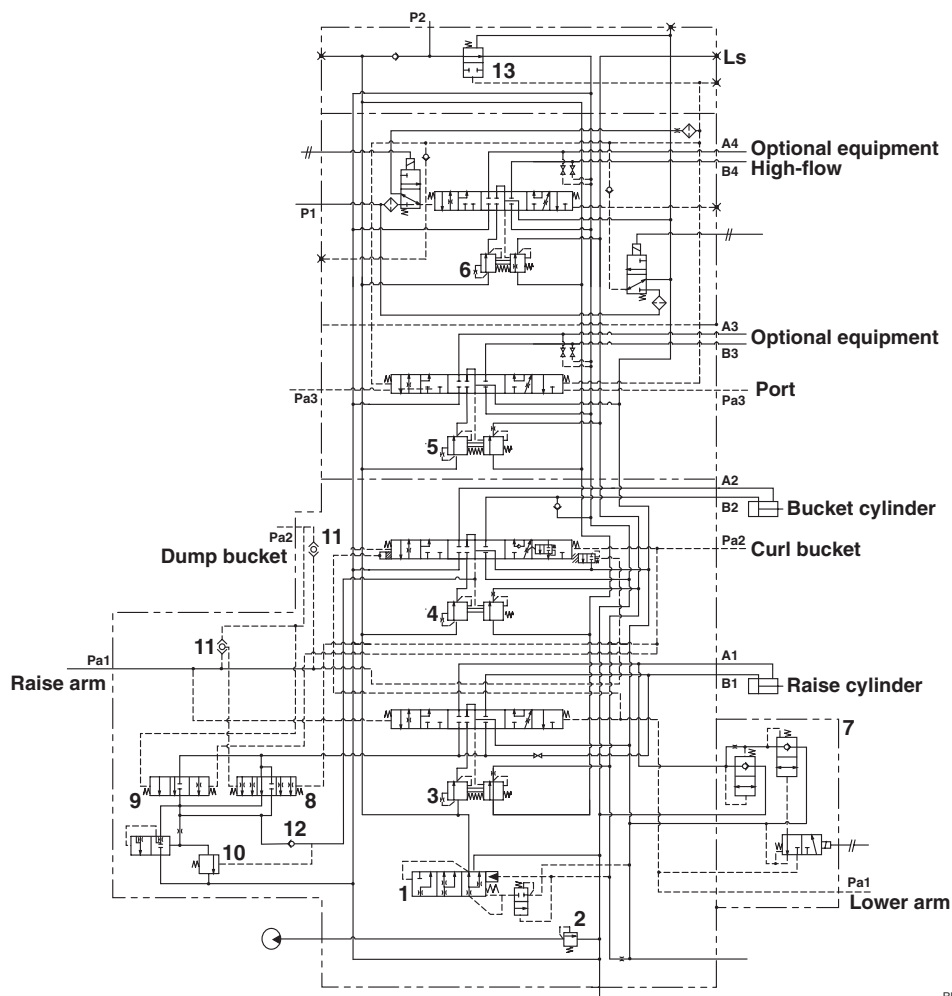 P2
13
Ls
A4
Optional equipment
High-flow
B4
P1
6
A3
Optional equipment
B3
Pa3
Pa3
Port
5
A2
B2
Bucket cylinder
Pa2
11
Dump bucket
Pa2
Curl bucket
4
11
Pa1
Raise arm
A1
B1
Raise cylinder
7
3
9
8
12
10
1
Pa1
Lower arm
2